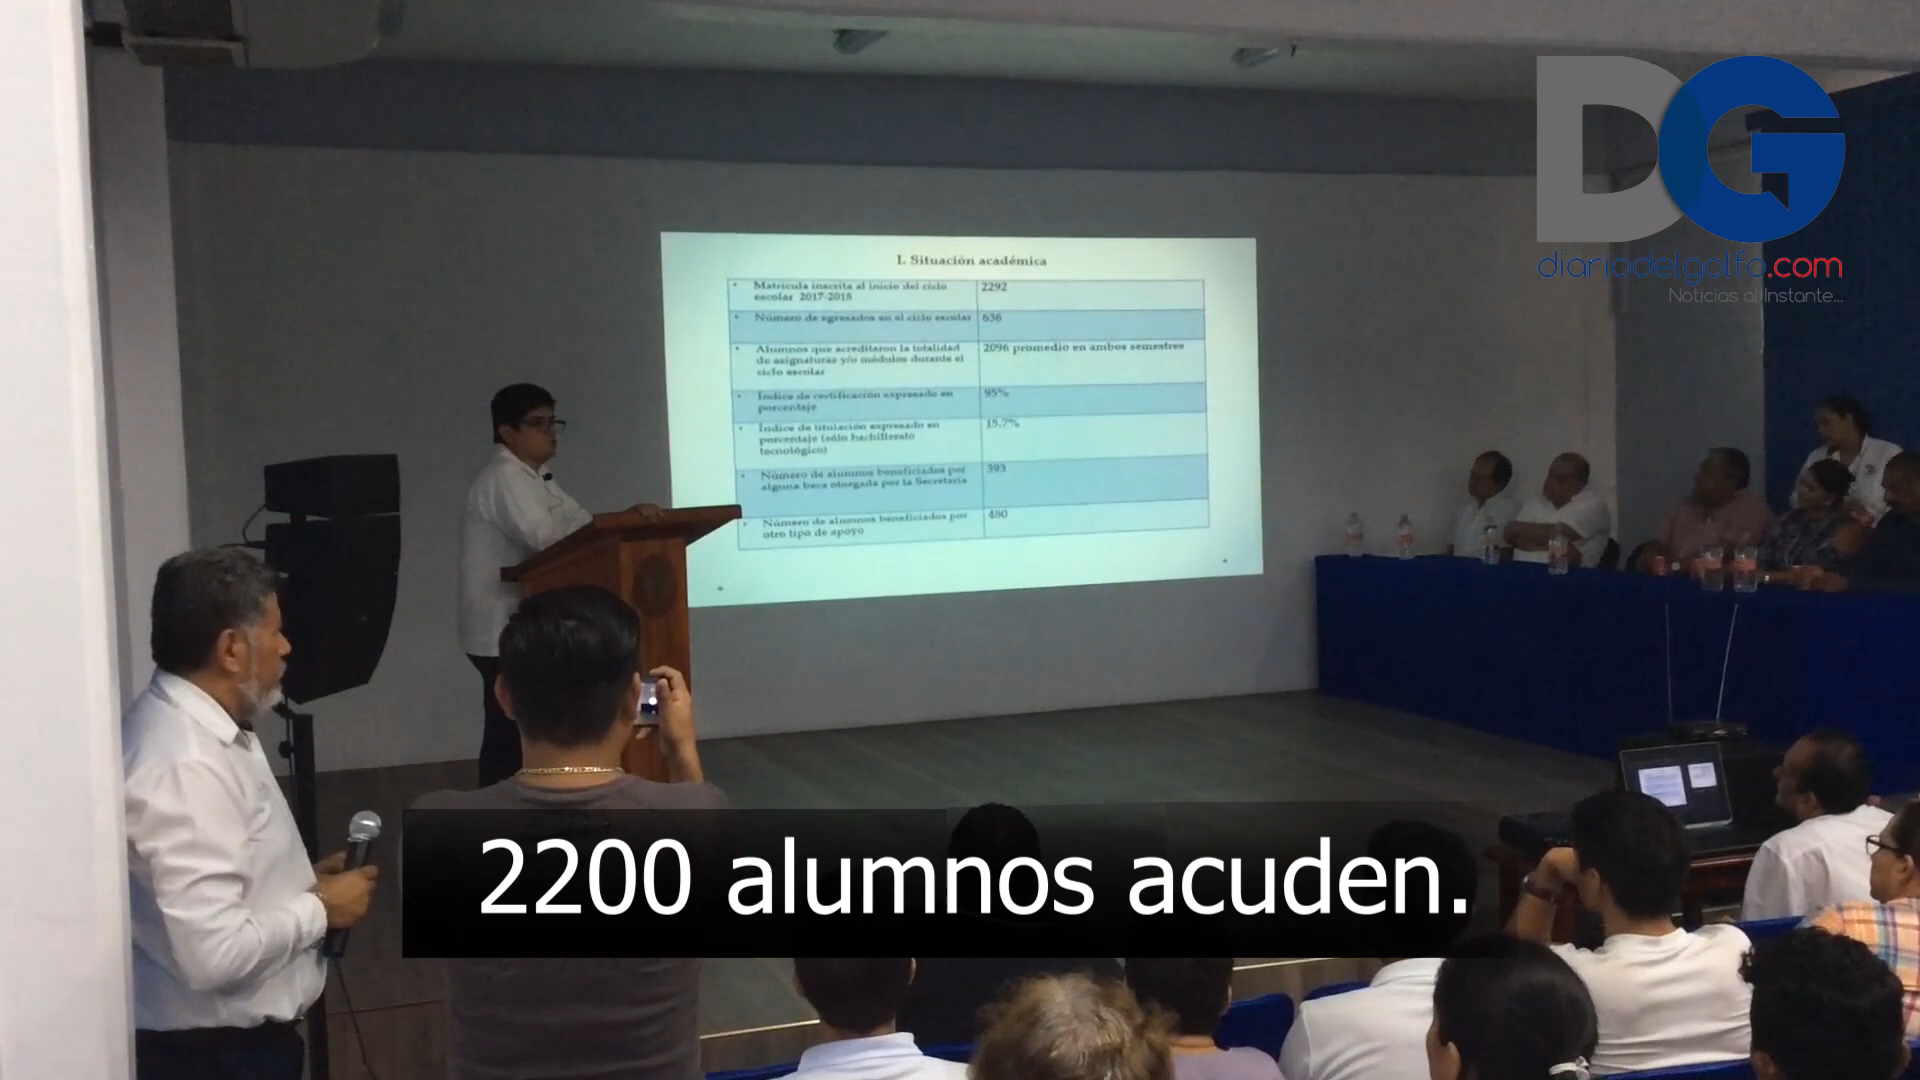 DG
diariodelgolfo.com
Noticias al Instante...
I. Situación académica
• Matrícula inscrita al inicio del ciclo
escolar 2017-2018
2292
• Número de egresados en el ciclo escolar
636
• Alumnos que acreditaron la totalidad
de asignaturas y/o módulos durante el
ciclo escolar
2096 promedio en ambos semestres
• Índice de certificación expresado en
porcentaje
95%
• Índice de titulación expresado en
porcentaje (sólo bachillerato
tecnológico)
15.7%
• Número de alumnos beneficiados por
alguna beca otorgada por la Secretaría
393
• Número de alumnos beneficiados por
otro tipo de apoyo
480
2200 alumnos acuden.